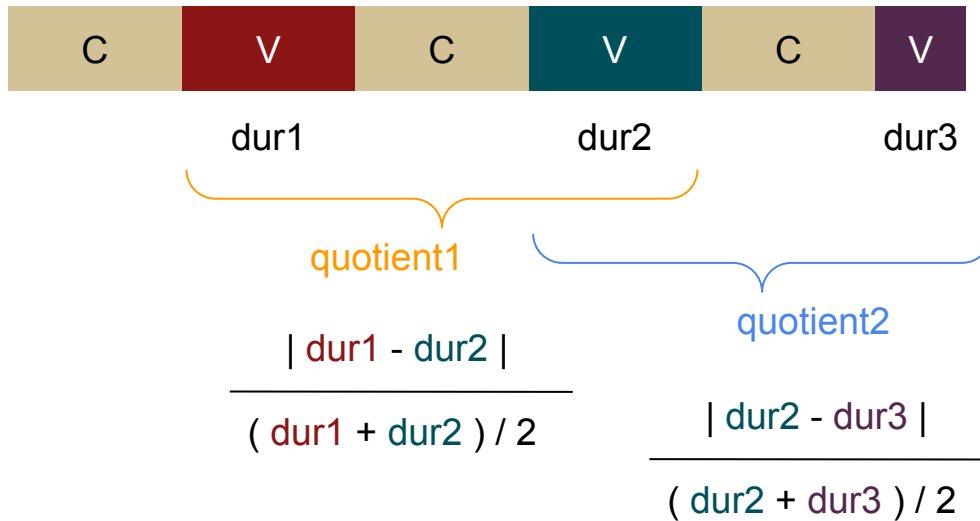 C V C V C V
dur1 dur2 dur3
quotient1
quotient2
| dur1 - dur2 |
( dur1 + dur2 ) / 2
| dur2 - dur3 |
( dur2 + dur3 ) / 2